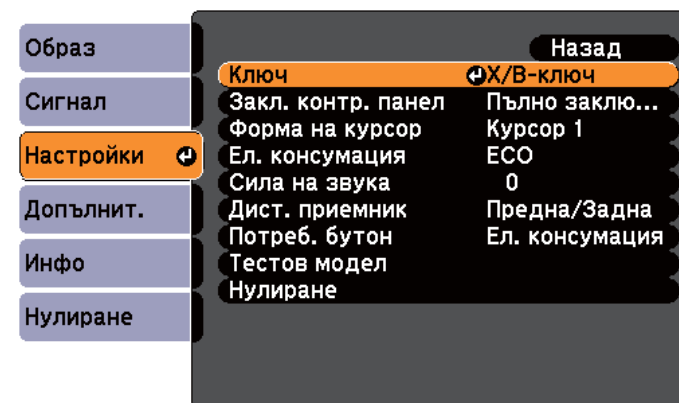 Образ
Сигнал
Настройки
Допълнит.
Инфо
Нулиране
Назад
Ключ Х/В-ключ
Закл. контр. панел Пълно заклю...
Форма на курсор Курсор 1
Ел. консумация ECO
Сила на звука 0
Дист. приемник Предна/Задна
Потреб. бутон Ел. консумация
Тестов модел
Нулиране